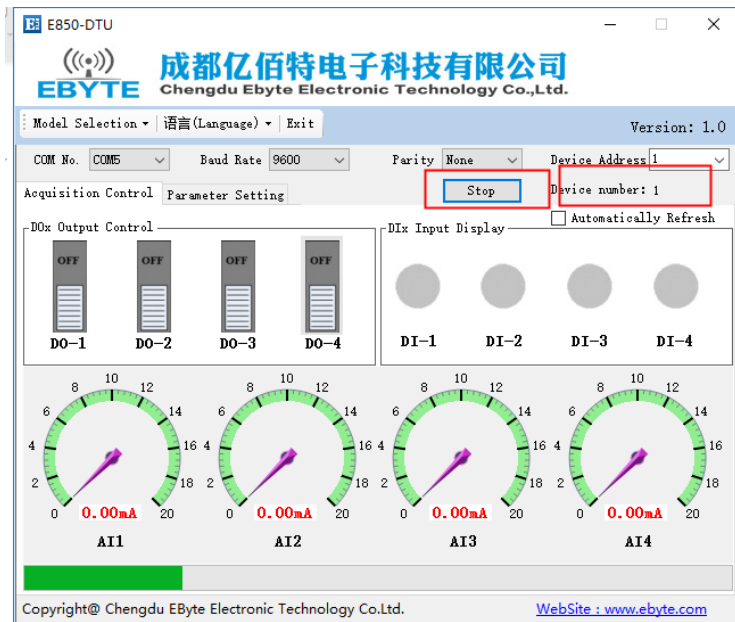 E850-DTU
成都亿佰特电子科技有限公司
EBYTE Chengdu Ebyte Electronic Technology Co.,Ltd.
Model Selection 语言(Language) Exit Version: 1.0
COM No. COM5 Baud Rate 9600 Parity None Device Address 1
Acquisition Control Parameter Setting Stop Device number: 1
Automatically Refresh
DOx Output Control DIx Input Display
OFF OFF OFF OFF
DO-1 DO-2 DO-3 DO-4 DI-1 DI-2 DI-3 DI-4
0 2 4 6 8 10 12 14 16 18 20 0 2 4 6 8 10 12 14 16 18 20 0 2 4 6 8 10 12 14 16 18 20 0 2 4 6 8 10 12 14 16 18 20
0.00mA 0.00mA 0.00mA 0.00mA
AI1 AI2 AI3 AI4
Copyright@ Chengdu EByte Electronic Technology Co.Ltd. WebSite : www.ebyte.com